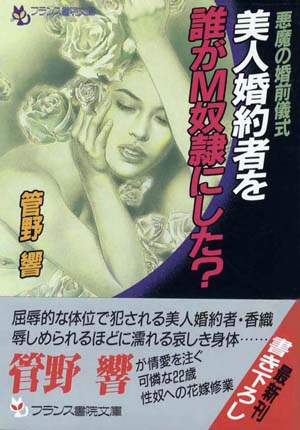 フランス書院文庫
悪魔の婚前儀式
美人婚約者を
誰がM奴隷にした?
管野 響
屈辱的な体位で犯される美人婚約者・香織
辱しめられるほどに濡れる哀しき身体……
管野 響
が情愛を注ぐ
可憐な22歳
性奴への花嫁修業
最新刊
書き下ろし
フランス書院文庫